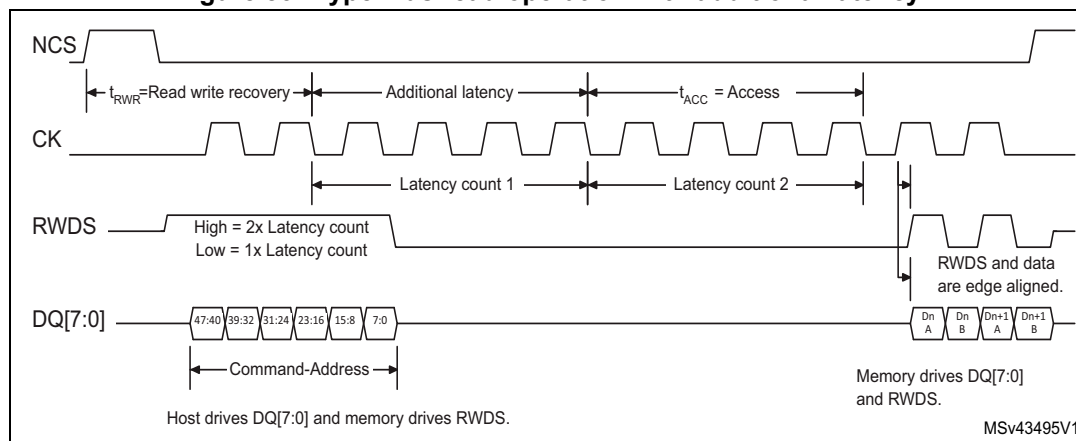 NCS
t_RWR=Read write recovery
Additional latency
t_ACC = Access
CK
Latency count 1
Latency count 2
RWDS
High = 2x Latency count
Low = 1x Latency count
RWDS and data
are edge aligned.
DQ[7:0]
47:40 39:32 31:24 23:16 15:8 7:0
Dn Dn Dn+1 Dn+1
A B A B
Command-Address
Memory drives DQ[7:0]
and RWDS.
Host drives DQ[7:0] and memory drives RWDS.
MSv43495V1